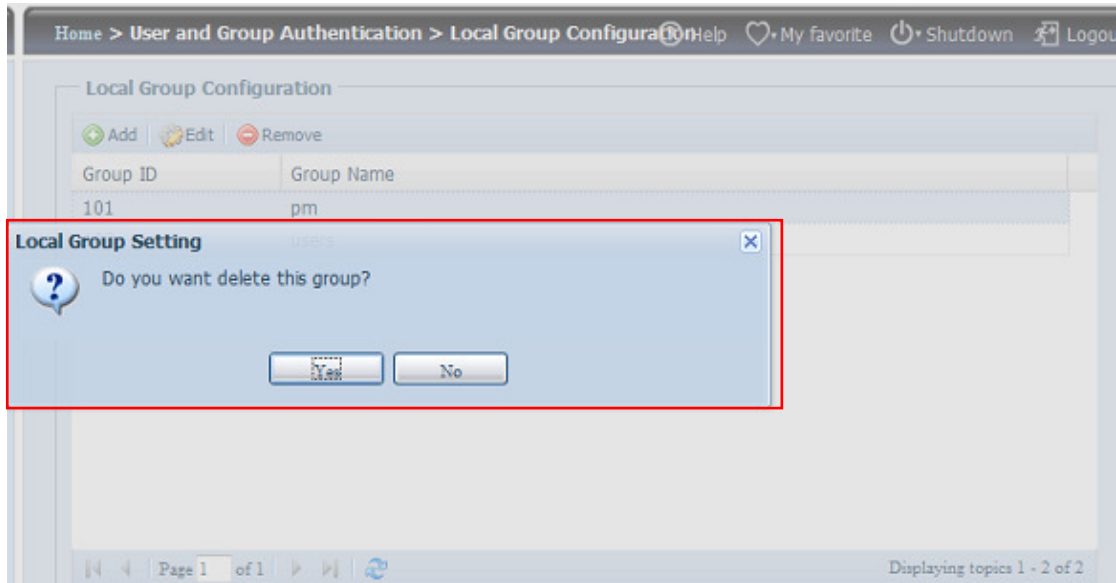 Home > User and Group Authentication > Local Group Configuration Help My favorite Shutdown Logou
Local Group Configuration
Add Edit Remove
Group ID Group Name
101 pm
Local Group Setting
users
Do you want delete this group?
Yes No
Page 1 of 1 Displaying topics 1 - 2 of 2